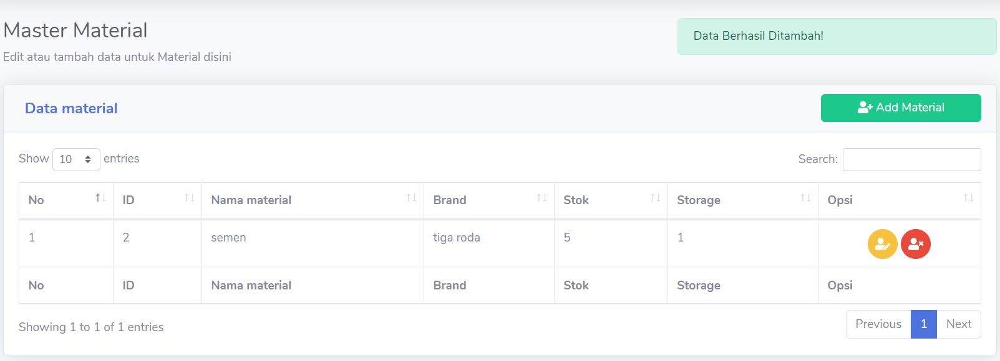 Master Material
Data Berhasil Ditambah!
Edit atau tambah data untuk Material disini
Data material
Add Material
Show 10 entries
Search:
No ID Nama material Brand Stok Storage Opsi
1 2 semen tiga roda 5 1
No ID Nama material Brand Stok Storage Opsi
Showing 1 to 1 of 1 entries
Previous 1 Next